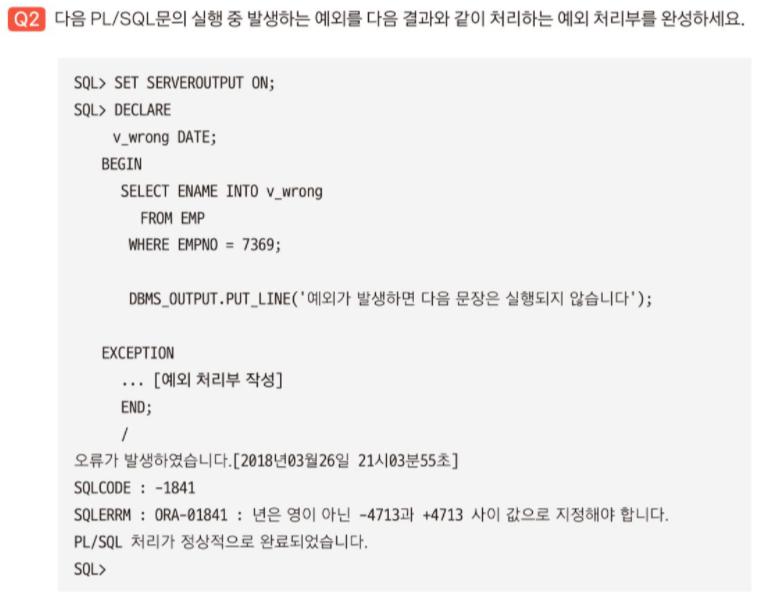 Q2 다음 PL/SQL문의 실행 중 발생하는 예외를 다음 결과와 같이 처리하는 예외 처리부를 완성하세요.
SQL> SET SERVEROUTPUT ON;
SQL> DECLARE
v_wrong DATE;
BEGIN
SELECT ENAME INTO v_wrong
FROM EMP
WHERE EMPNO = 7369;
DBMS_OUTPUT.PUT_LINE('예외가 발생하면 다음 문장은 실행되지 않습니다');
EXCEPTION
... [예외 처리부 작성]
END;
/
오류가 발생하였습니다.[2018년03월26일 21시03분55초]
SQLCODE : -1841
SQLERRM : ORA-01841 : 년은 영이 아닌 -4713과 +4713 사이 값으로 지정해야 합니다.
PL/SQL 처리가 정상적으로 완료되었습니다.
SQL>